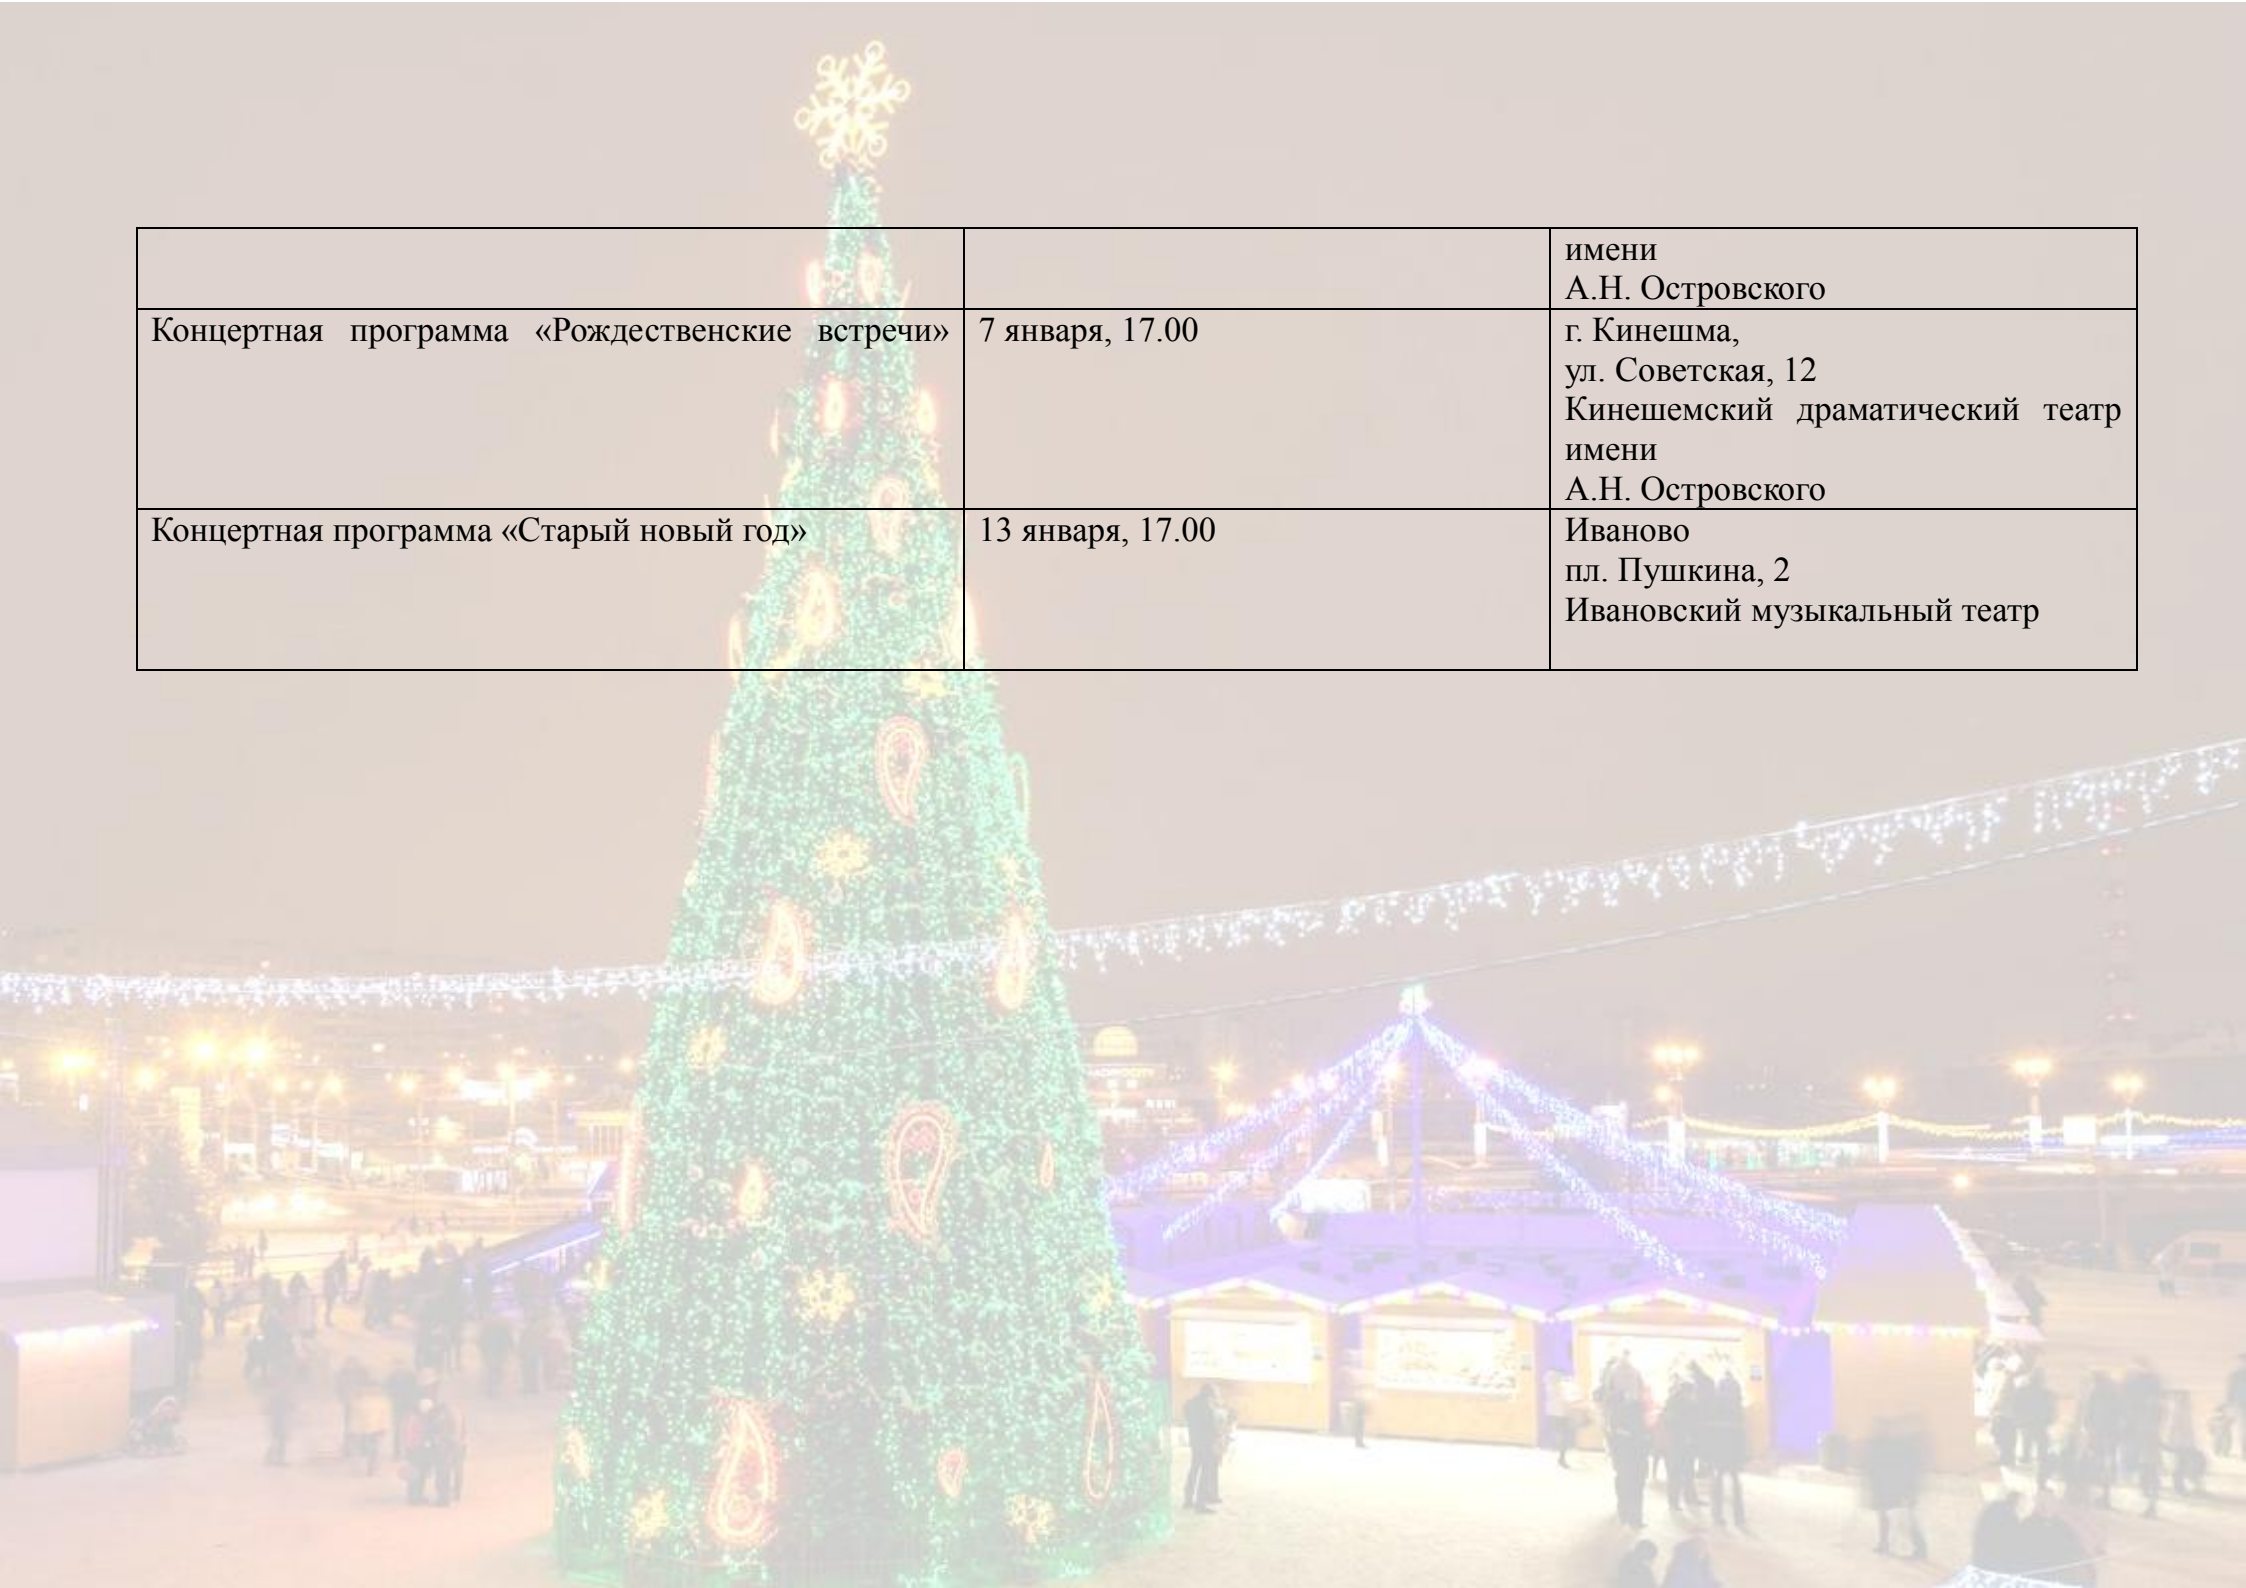 имени
А.Н. Островского
Концертная программа «Рождественские встречи»
7 января, 17.00
г. Кинешма,
ул. Советская, 12
Кинешемский драматический театр
имени
А.Н. Островского
Концертная программа «Старый новый год»
13 января, 17.00
Иваново
пл. Пушкина, 2
Ивановский музыкальный театр